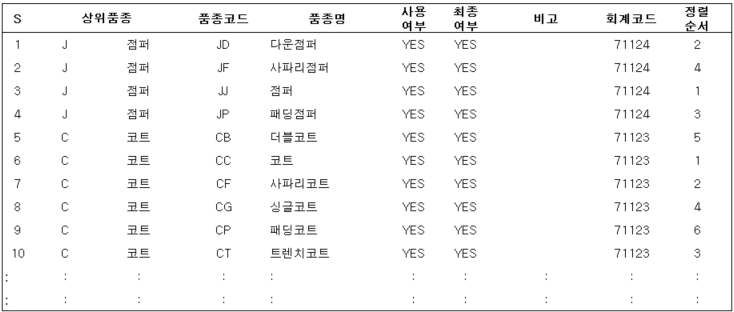 S 상위품종 품종코드 품종명 사용여부 최종여부 비고 회계코드 정렬순서
1 J 점퍼 JD 다운점퍼 YES YES 71124 2
2 J 점퍼 JF 사파리점퍼 YES YES 71124 4
3 J 점퍼 JJ 점퍼 YES YES 71124 1
4 J 점퍼 JP 패딩점퍼 YES YES 71124 3
5 C 코트 CB 더블코트 YES YES 71123 5
6 C 코트 CC 코트 YES YES 71123 1
7 C 코트 CF 사파리코트 YES YES 71123 2
8 C 코트 CG 싱글코트 YES YES 71123 4
9 C 코트 CP 패딩코트 YES YES 71123 6
10 C 코트 CT 트렌치코트 YES YES 71123 3
: : : : : : : : : :
: : : : : : : : : :